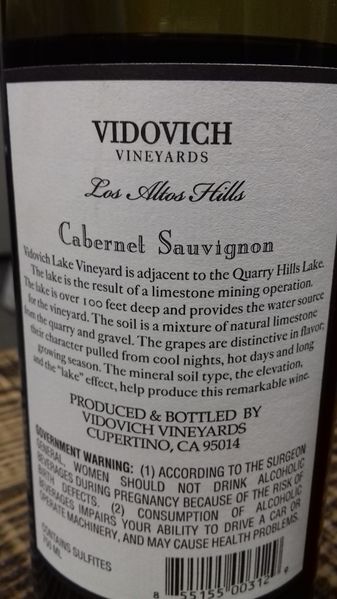 VIDOVICH
VINEYARDS
Los Altos Hills
Cabernet Sauvignon
Vidovich Lake Vineyard is adjacent to the Quarry Hills Lake.
The lake is the result of a limestone mining operation.
The lake is over 100 feet deep and provides the water source
for the vineyard. The soil is a mixture of natural limestone
from the quarry and gravel. The grapes are distinctive in flavor,
their character pulled from cool nights, hot days and long
growing season. The mineral soil type, the elevation,
and the "lake" effect, help produce this remarkable wine.
PRODUCED & BOTTLED BY
VIDOVICH VINEYARDS
CUPERTINO, CA 95014
GOVERNMENT WARNING: (1) ACCORDING TO THE SURGEON
GENERAL, WOMEN SHOULD NOT DRINK ALCOHOLIC
BEVERAGES DURING PREGNANCY BECAUSE OF THE RISK OF
BIRTH DEFECTS. (2) CONSUMPTION OF ALCOHOLIC
BEVERAGES IMPAIRS YOUR ABILITY TO DRIVE A CAR OR
OPERATE MACHINERY, AND MAY CAUSE HEALTH PROBLEMS.
CONTAINS SULFITES
750 ML
8 55155 00312 9